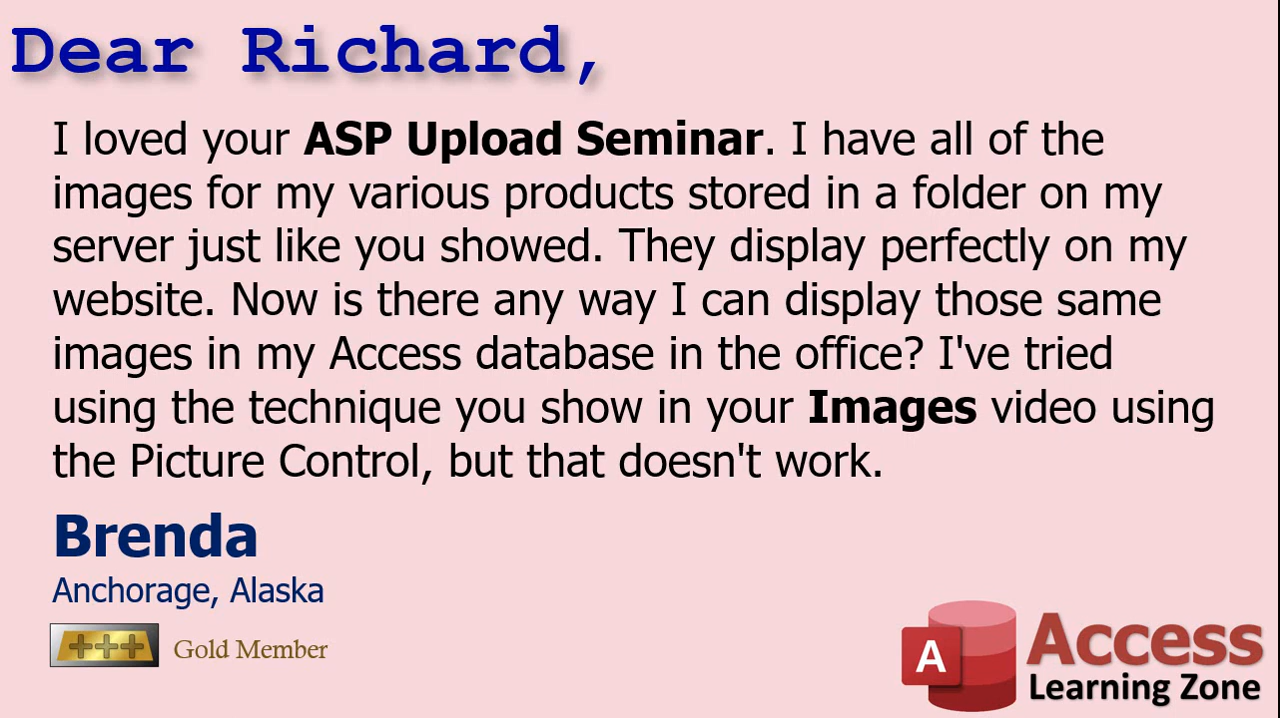 Dear Richard,
I loved your ASP Upload Seminar. I have all of the
images for my various products stored in a folder on my
server just like you showed. They display perfectly on my
website. Now is there any way I can display those same
images in my Access database in the office? I've tried
using the technique you show in your Images video using
the Picture Control, but that doesn't work.
Brenda
Anchorage, Alaska
+++ Gold Member
A Access
Learning Zone